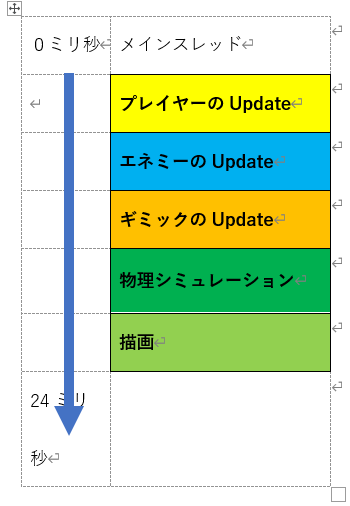 0 ミリ秒 メインスレッド
プレイヤーの Update
エネミーの Update
ギミックの Update
物理シミュレーション
描画
24 ミリ
秒